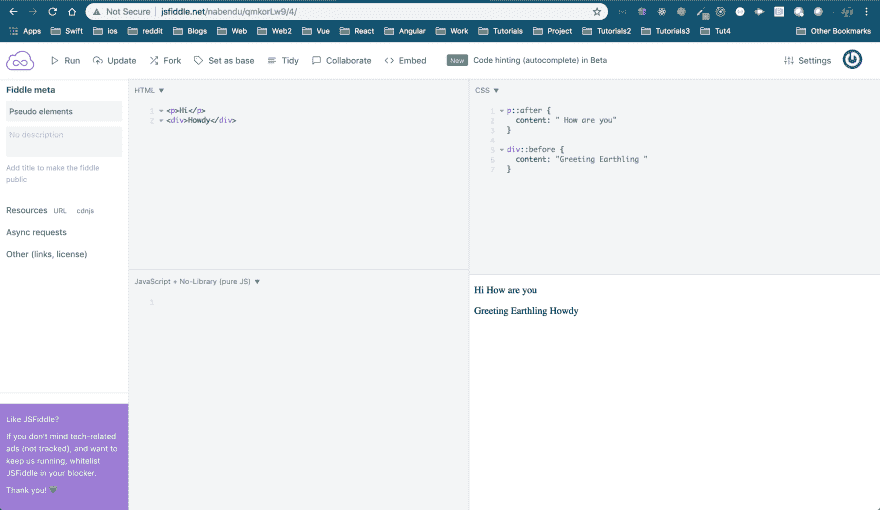 Not Secure | jsfiddle.net/nabendu/qmkorLw9/4/
Apps Swift ios reddit Blogs Web Web2 Vue React Angular Work Tutorials Project Tutorials2 Tutorials3 Tut4 Other Bookmarks
Run Update Fork Set as base Tidy Collaborate Embed New Code hinting (autocomplete) in Beta Settings
Fiddle meta
Pseudo elements
No description
Add title to make the fiddle
public
Resources URL cdnjs
Async requests
Other (links, license)
Like JSFiddle?
If you don't mind tech-related
ads (not tracked), and want to
keep us running, whitelist
JSFiddle in your blocker.
Thank you!
HTML ▼
1 <p>Hi</p>
2 <div>Howdy</div>
JavaScript + No-Library (pure JS) ▼
1
CSS ▼
1 p::after {
2 content: " How are you"
3 }
4
5 div::before {
6 content: "Greeting Earthling "
7 }
Hi How are you
Greeting Earthling Howdy